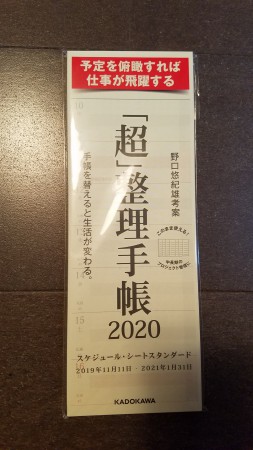 予定を俯瞰すれば
仕事が飛躍する
野口悠紀雄考案
「超」整理手帳
2020
手帳を替えると生活が変わる。
スケジュール・シートスタンダード
2019年11月11日‐2021年1月31日
KADOKAWA